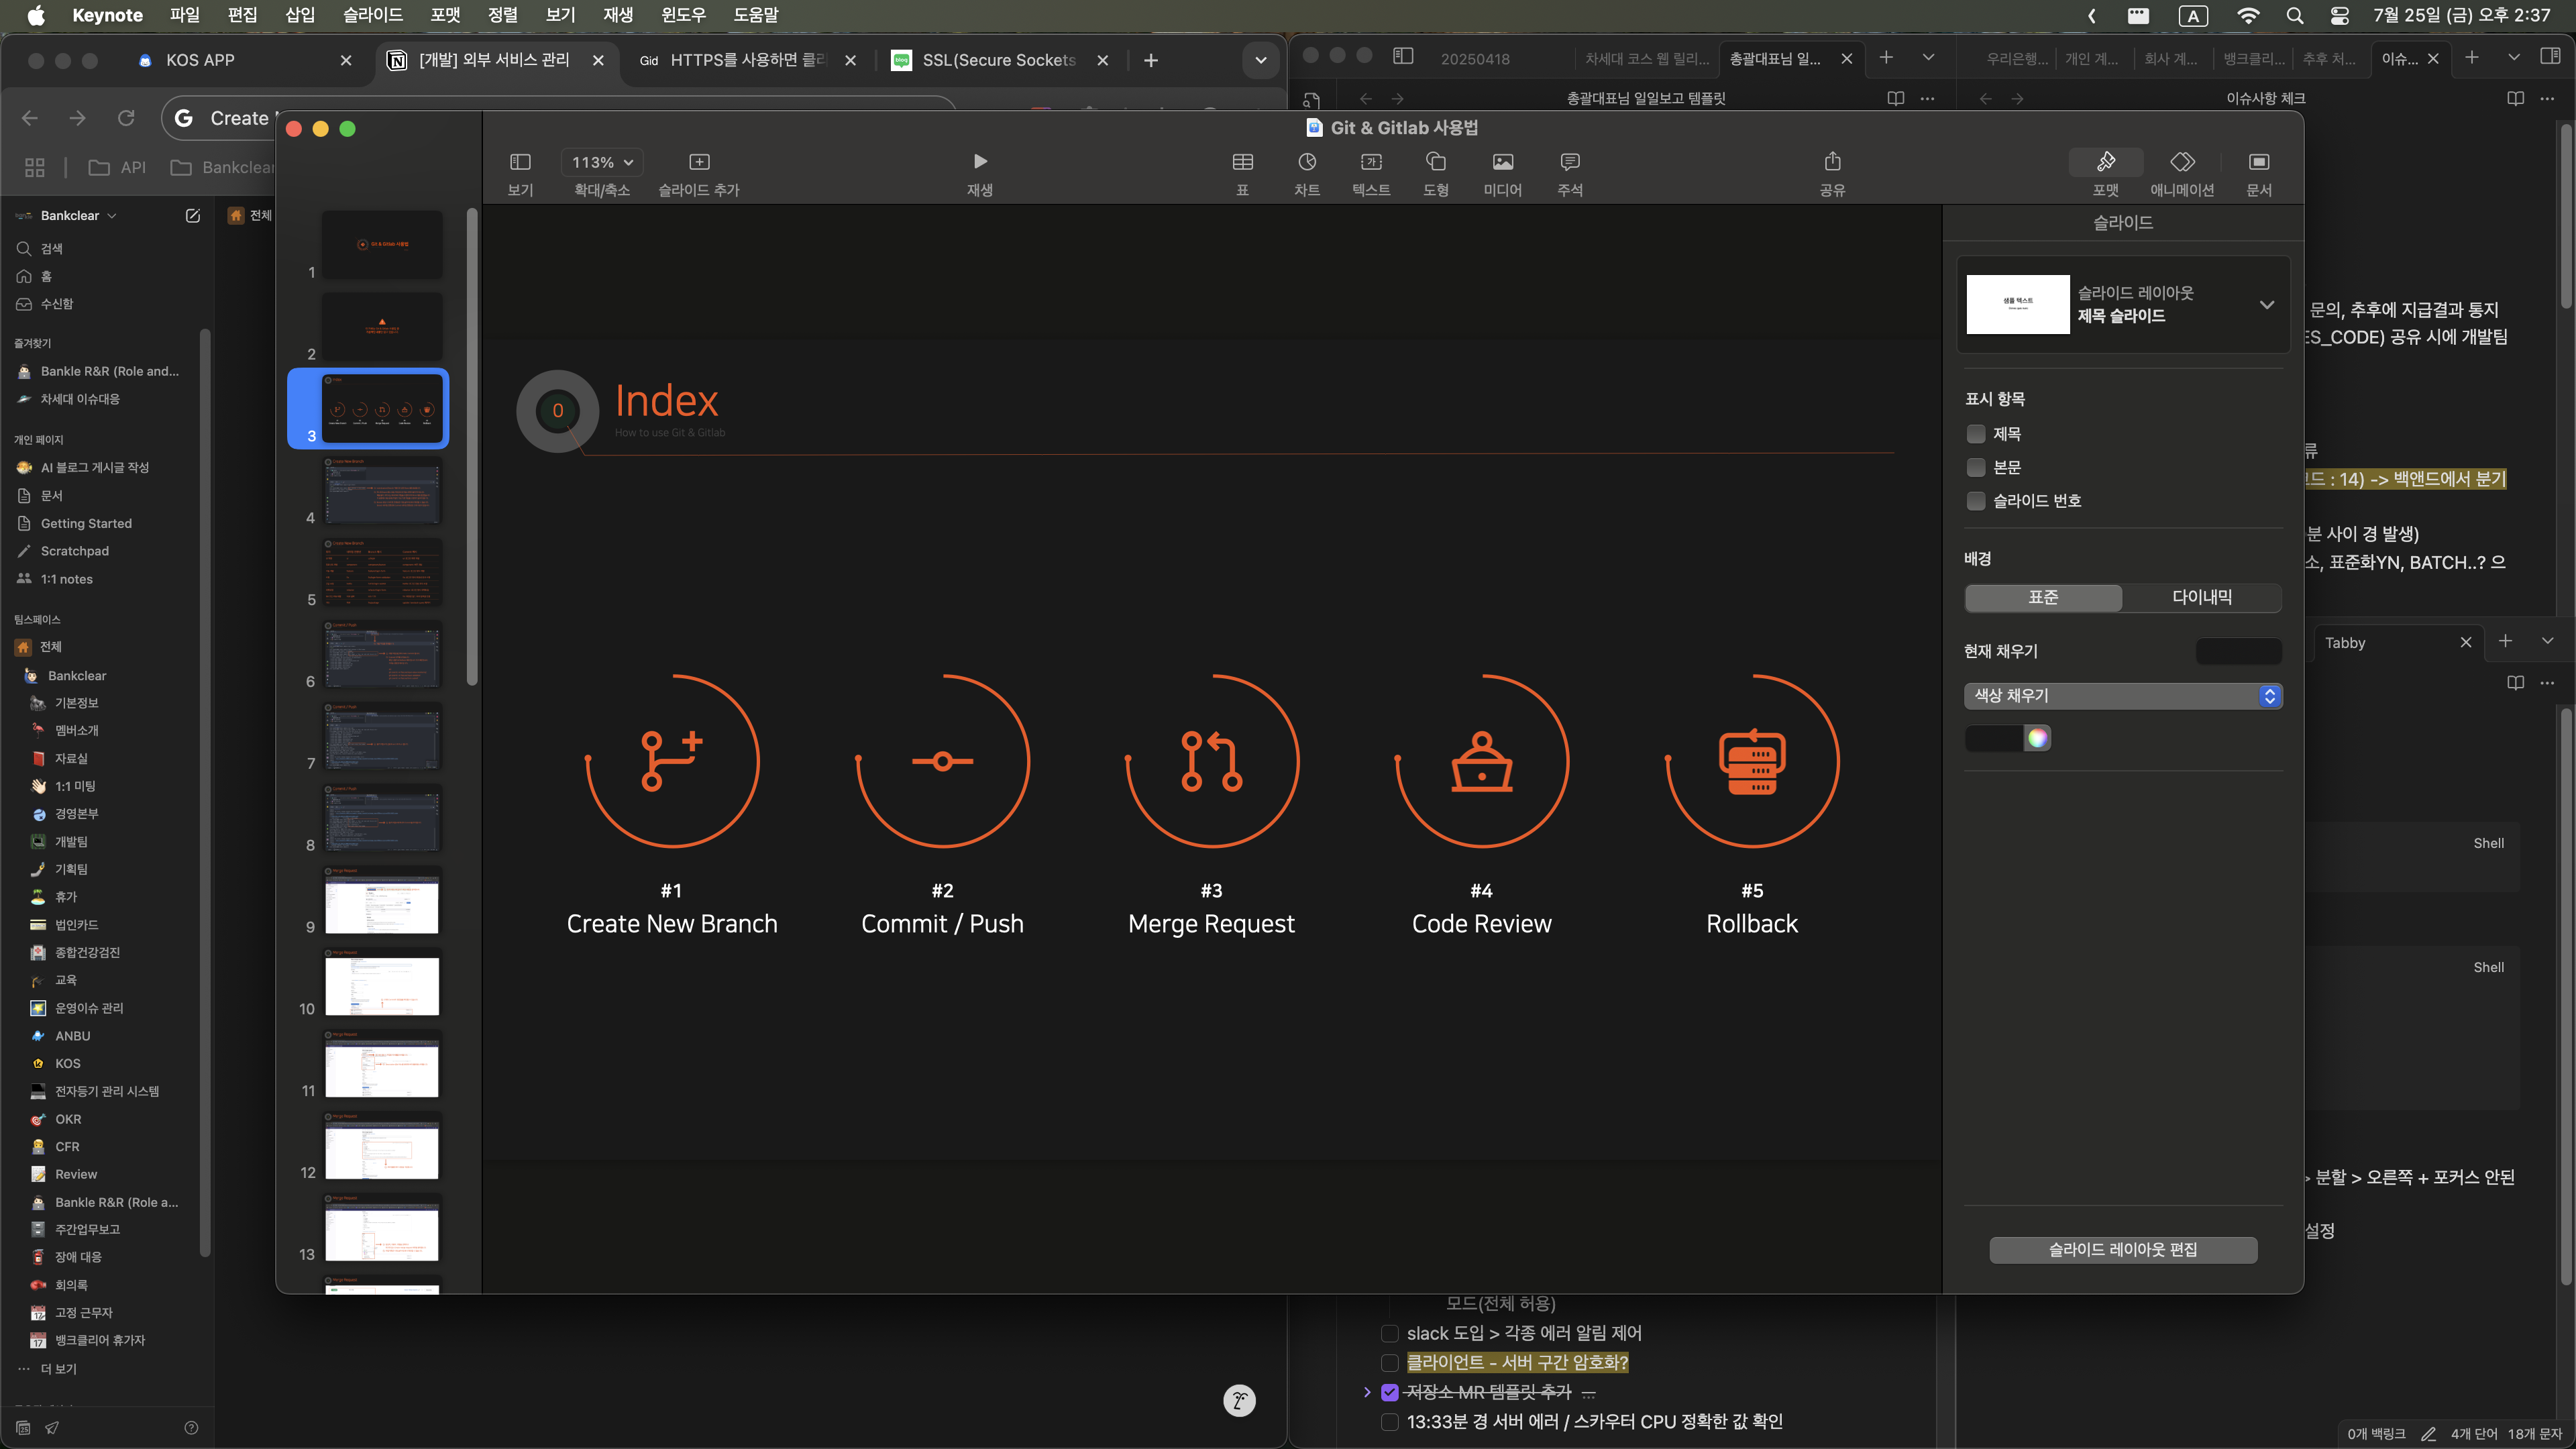 Keynote 파일 편집 삽입 슬라이드 포맷 정렬 보기 재생 윈도우 도움말
A 7월 25일 (금) 오후 2:37
KOS APP
[개발] 외부 서비스 관리
Gid HTTPS를 사용하면 클
SSL(Secure Sockets
20250418
차세대 코스 웹 릴리...
총괄대표님 일...
우리은행...
개인 계...
회사 계...
뱅크클리...
추후 처...
이슈...
총괄대표님 일일보고 템플릿
이슈사항 체크
Create
API
Bankclear
Bankclear
전체
검색
홈
수신함
즐겨찾기
Bankle R&R (Role and...
차세대 이슈대응
개인 페이지
AI 블로그 게시글 작성
문서
Getting Started
Scratchpad
1:1 notes
팀스페이스
전체
Bankclear
기본정보
멤버소개
자료실
1:1 미팅
경영본부
개발팀
기획팀
휴가
법인카드
종합건강검진
교육
운영이슈 관리
ANBU
KOS
전자등기 관리 시스템
OKR
CFR
Review
Bankle R&R (Role a...
주간업무보고
장애 대응
회의록
고정 근무자
뱅크클리어 휴가자
더 보기
Git & Gitlab 사용법
113%
보기 확대/축소 슬라이드 추가 재생 표 차트 텍스트 도형 미디어 주석 공유 포맷 애니메이션 문서
Git & Gitlab 사용법
1
2
3
4
5
6
7
8
9
10
11
12
13
0
Index
How to use Git & Gitlab
#1
Create New Branch
#2
Commit / Push
#3
Merge Request
#4
Code Review
#5
Rollback
슬라이드
샘플 텍스트
슬라이드 레이아웃
제목 슬라이드
표시 항목
제목
본문
슬라이드 번호
배경
표준 다이내믹
현재 채우기
색상 채우기
슬라이드 레이아웃 편집
문의, 추후에 지급결과 통지
ES_CODE) 공유 시에 개발팀
류
드 : 14) -> 백앤드에서 분기
분 사이 경 발생)
소, 표준화YN, BATCH..? 으
Tabby
Shell
Shell
> 분할 > 오른쪽 + 포커스 안된
설정
모드(전체 허용)
slack 도입 > 각종 에러 알림 제어
클라이언트 - 서버 구간 암호화?
저장소 MR 템플릿 추가 ...
13:33분 경 서버 에러 / 스카우터 CPU 정확한 값 확인
0개 백링크 4개 단어 18개 문자